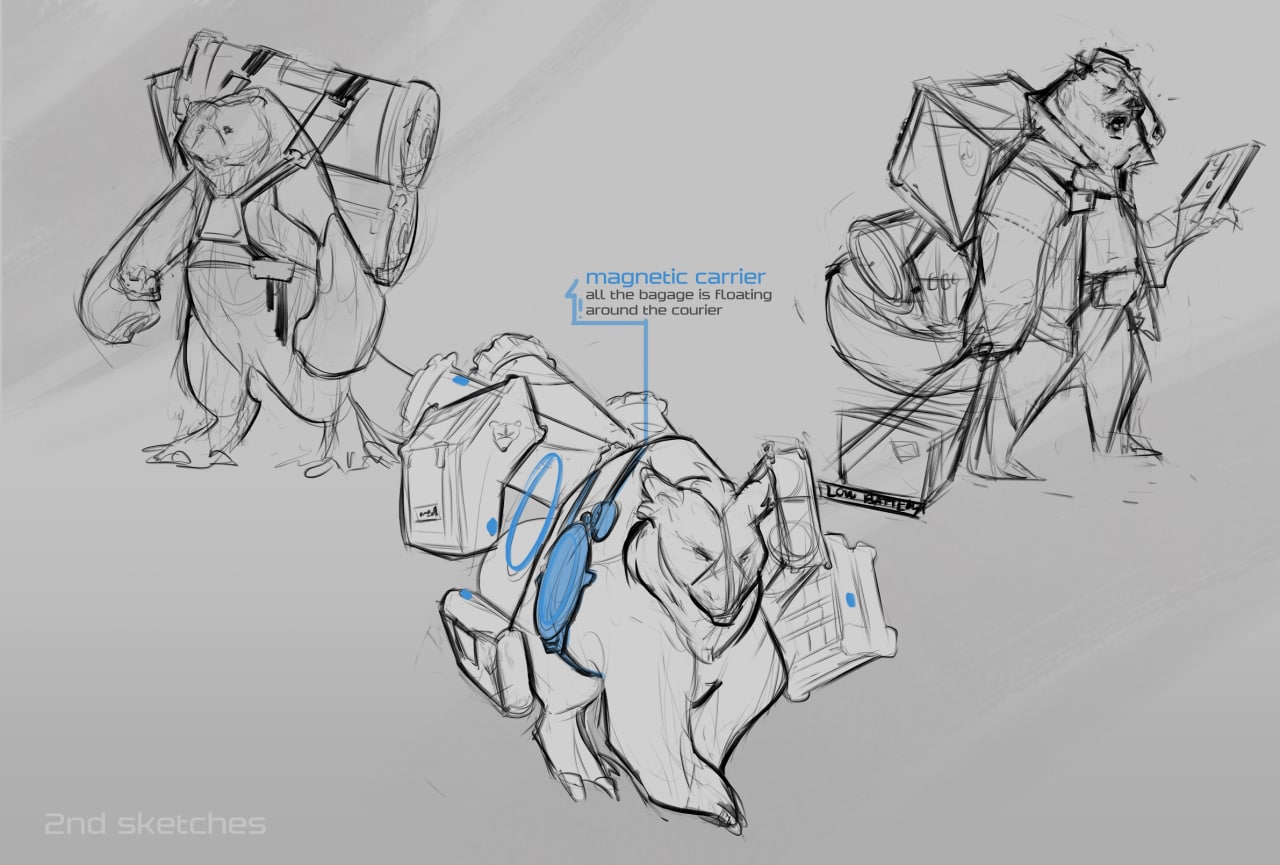 magnetic carrier
all the bagage is floating
around the courier
LOW BATTERY
2nd sketches